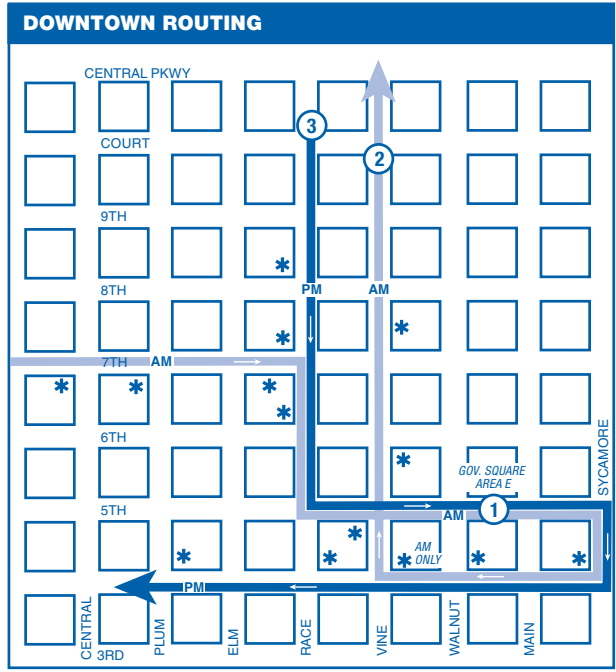 DOWNTOWN ROUTING
CENTRAL PKWY
3
COURT
2
9TH
*
8TH
PM
AM
*
*
7TH
AM
*
*
*
*
6TH
*
GOV. SQUARE
AREA E
SYCAMORE
5TH
1
AM
*
*
*
AM
* ONLY
*
*
PM
CENTRAL
3RD
PLUM
ELM
RACE
VINE
WALNUT
MAIN